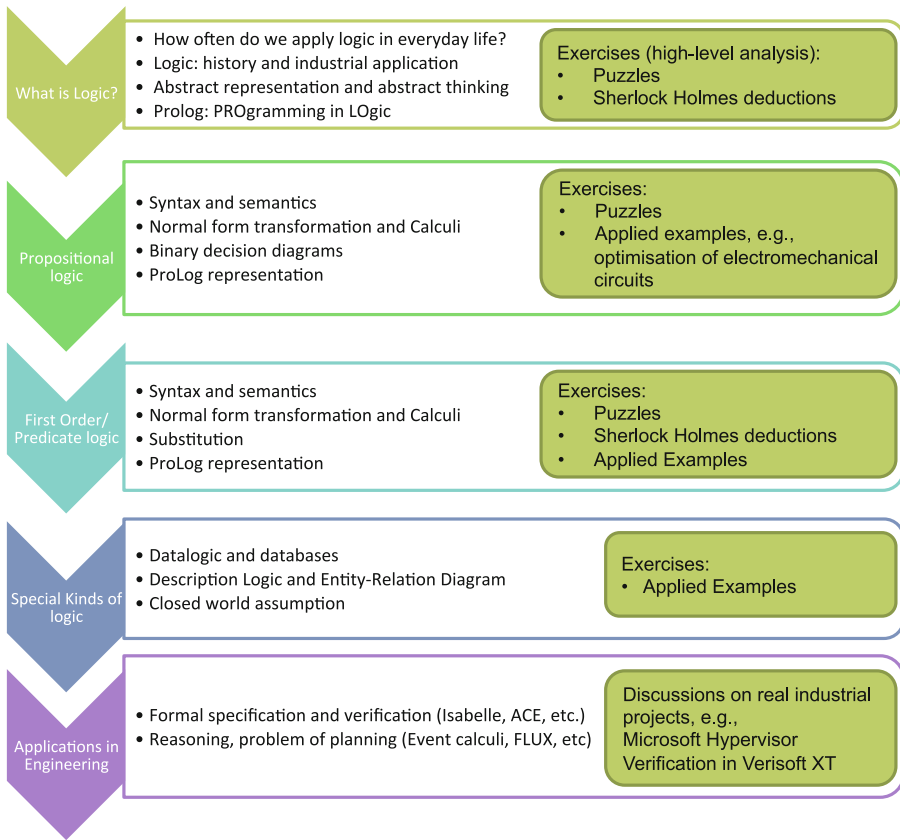 What is Logic?
• How often do we apply logic in everyday life?
• Logic: history and industrial application
• Abstract representation and abstract thinking
• Prolog: PROgramming in LOgic
Exercises (high-level analysis):
• Puzzles
• Sherlock Holmes deductions
Propositional
logic
• Syntax and semantics
• Normal form transformation and Calculi
• Binary decision diagrams
• ProLog representation
Exercises:
• Puzzles
• Applied examples, e.g.,
optimisation of electromechanical
circuits
First Order/
Predicate logic
• Syntax and semantics
• Normal form transformation and Calculi
• Substitution
• ProLog representation
Exercises:
• Puzzles
• Sherlock Holmes deductions
• Applied Examples
Special Kinds of
logic
• Datalogic and databases
• Description Logic and Entity-Relation Diagram
• Closed world assumption
Exercises:
• Applied Examples
Applications in
Engineering
• Formal specification and verification (Isabelle, ACE, etc.)
• Reasoning, problem of planning (Event calculi, FLUX, etc)
Discussions on real industrial
projects, e.g.,
Microsoft Hypervisor
Verification in Verisoft XT